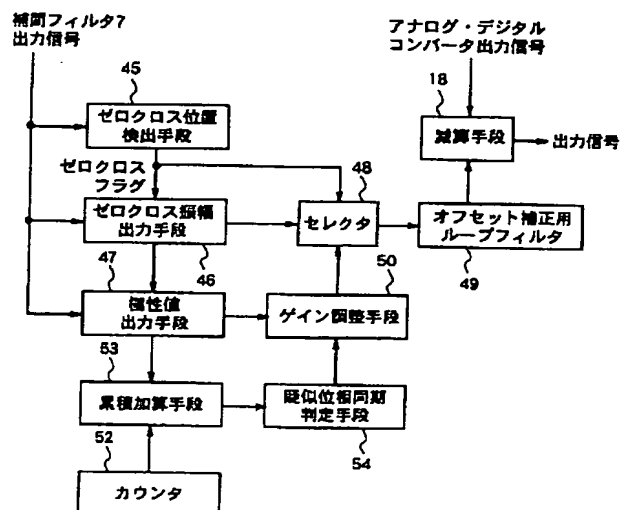 補間フィルタ7
出力信号
アナログ・デジタル
コンバータ出力信号
45
18
ゼロクロス位置
検出手段
減算手段
出力信号
ゼロクロス
フラグ
48
ゼロクロス振幅
出力手段
セレクタ
オフセット補正用
ループフィルタ
46
49
47
50
極性値
出力手段
ゲイン調整手段
53
累積加算手段
疑似位相同期
判定手段
52
54
カウンタ